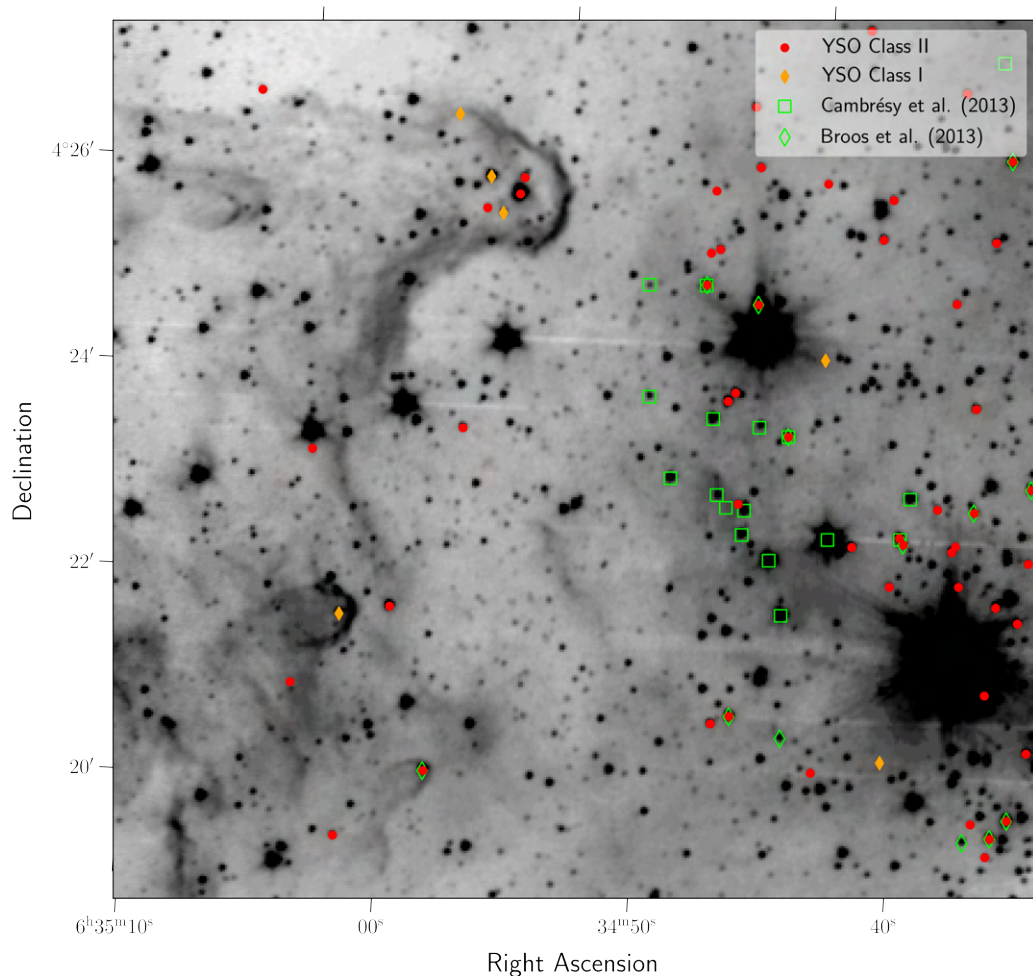 YSO Class II
YSO Class I
Cambrésy et al. (2013)
Broos et al. (2013)
4°26′
24′
22′
20′
Declination
6ʰ35ᵐ10ˢ
00ˢ
34ᵐ50ˢ
40ˢ
Right Ascension